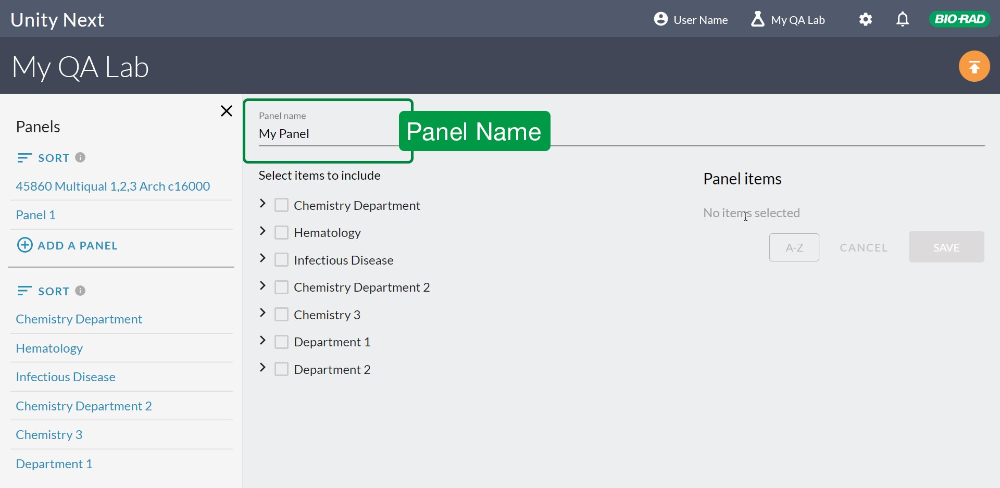 Unity Next
User Name
My QA Lab
BIO-RAD
My QA Lab
Panels
SORT
45860 Multiqual 1,2,3 Arch c16000
Panel 1
ADD A PANEL
SORT
Chemistry Department
Hematology
Infectious Disease
Chemistry Department 2
Chemistry 3
Department 1
Panel name
My Panel
Panel Name
Select items to include
Chemistry Department
Hematology
Infectious Disease
Chemistry Department 2
Chemistry 3
Department 1
Department 2
Panel items
No items selected
A-Z
CANCEL
SAVE